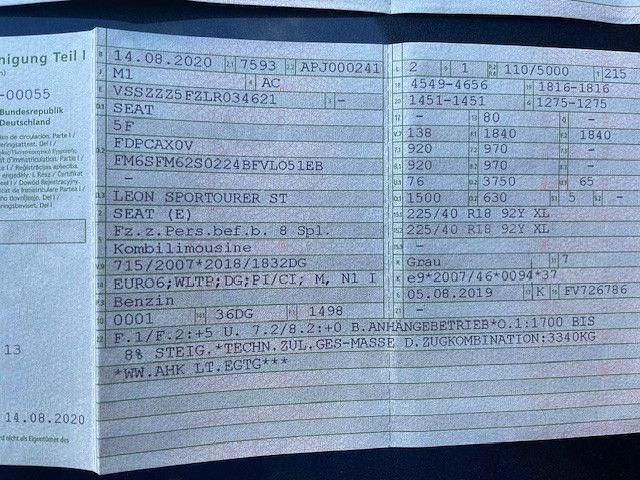 nigung Teil I
-00055
Bundesrepublik
Deutschland
13
14.08.2020
14.08.2020 7593 APJ000241
M1 AC
VSSZZZ5FZLR034621 -
SEAT
5F
FDPCAX0V
FM6SFM62S0224BFVL051EB
-
LEON SPORTOURER ST
SEAT (E)
Fz.z.Pers.bef.b. 8 Spl.
Kombilimousine
715/2007*2018/1832DG
EURO6;WLTP;DG;PI/CI; M, N1 I
Benzin
0001 36DG 1498
2 1 110/5000 215
4549-4656 1816-1816
1451-1451 1275-1275
- 80 -
138 1840 1840
920 970 -
920 970 -
76 3750 65
1500 630 5 -
225/40 R18 92Y XL
225/40 R18 92Y XL
-
Grau 7
e9*2007/46*0094*37
05.08.2019 K FV726786
-
F.1/F.2:+5 U. 7.2/8.2:+0 B.ANHÄNGEBETRIEB*O.1:1700 BIS
8% STEIG.*TECHN.ZUL.GES-MASSE D.ZUGKOMBINATION:3340KG
*WW.AHK LT.EGTG***